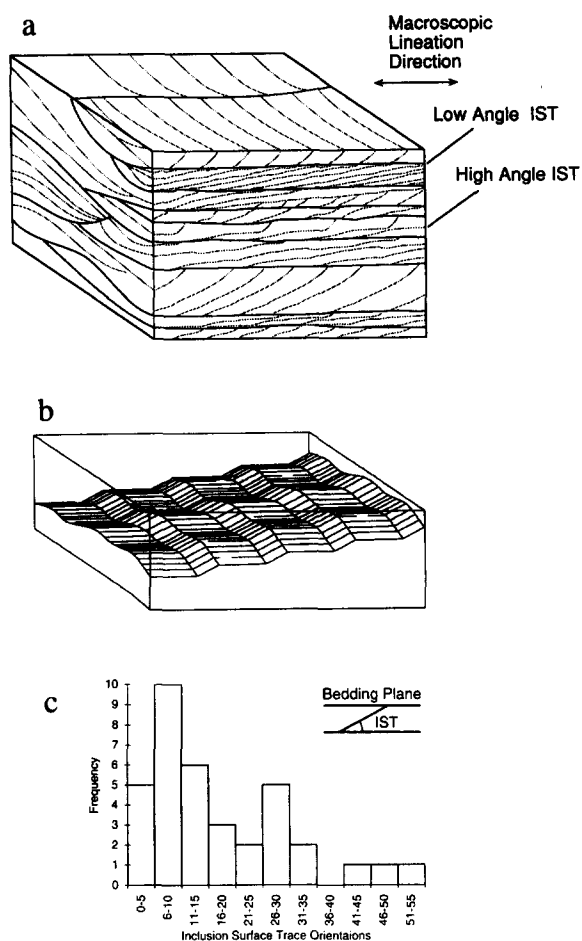 a
Macroscopic
Lineation
Direction
Low Angle IST
High Angle IST
b
c
Bedding Plane
IST
Frequency
10
9
8
7
6
5
4
3
2
1
0
0-5
6-10
11-15
16-20
21-25
26-30
31-35
36-40
41-45
46-50
51-55
Inclusion Surface Trace Orientaions